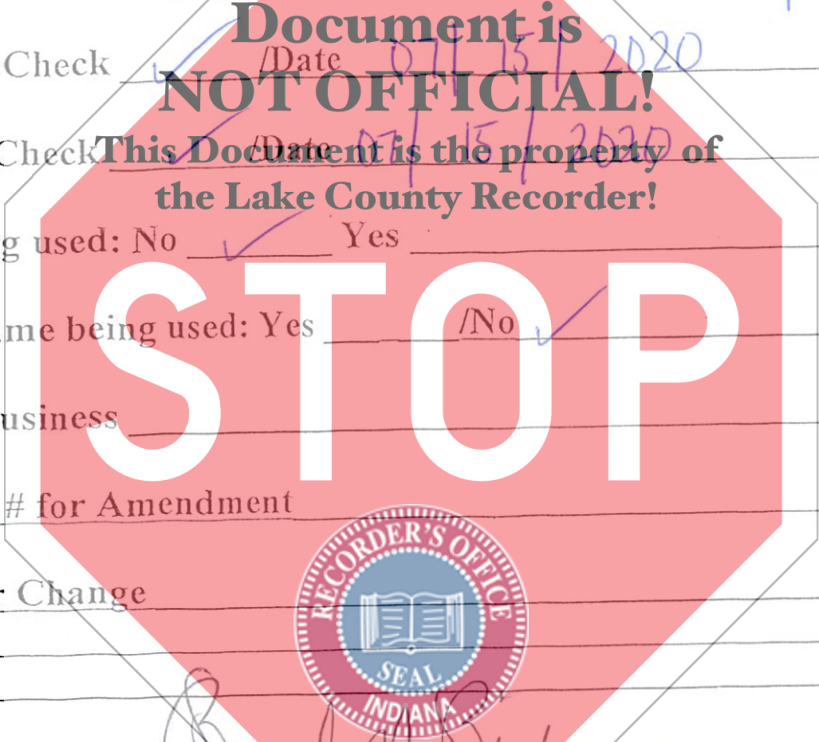 Document is
Check ✓ /Date 07/15/2020
NOT OFFICIAL!
Check ✓ /Date 07/15/2020
This Document is the property of
the Lake County Recorder!
g used: No ✓ Yes
me being used: Yes /No ✓
STOP
usiness
# for Amendment
RECORDER'S OFFICE
Change
SEAL
INDIANA